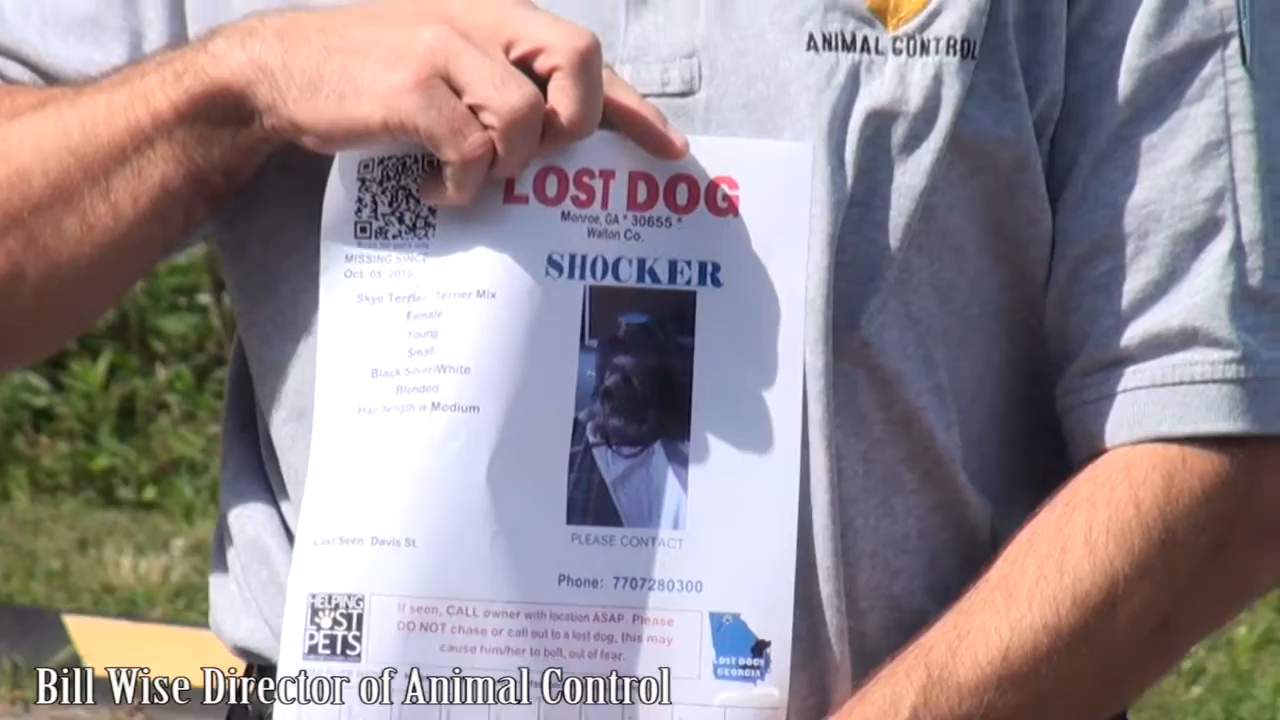 ANIMAL CONTROL
LOST DOG
Monroe, GA * 30655 *
Walton Co.
MISSING SINCE
Oct. 03, 2015
SHOCKER
Skye Terrier, Terrier Mix
Female
Young
Small
Black/Silver/White
Blended
Hair length is Medium
Last Seen: Davis St.
PLEASE CONTACT
Phone: 7707280300
HELPING
LOST
PETS
If seen, CALL owner with location ASAP. Please
DO NOT chase or call out to a lost dog, this may
cause him/her to bolt, out of fear.
LOST DOGS
GEORGIA
Bill Wise Director of Animal Control